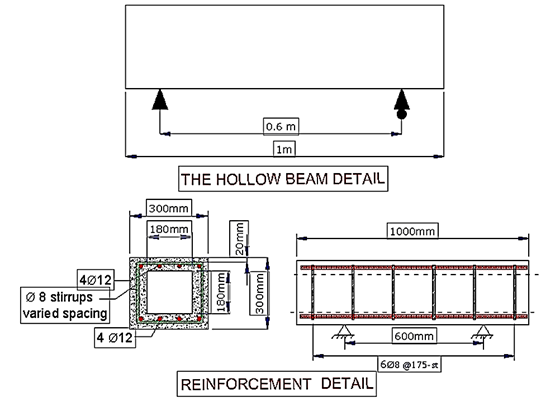 0.6 m
1m
THE HOLLOW BEAM DETAIL
300mm
180mm
20mm
1000mm
4Ø12
Ø 8 stirrups
varied spacing
180mm
300mm
4 Ø12
600mm
6Ø8 @175-st
REINFORCEMENT DETAIL